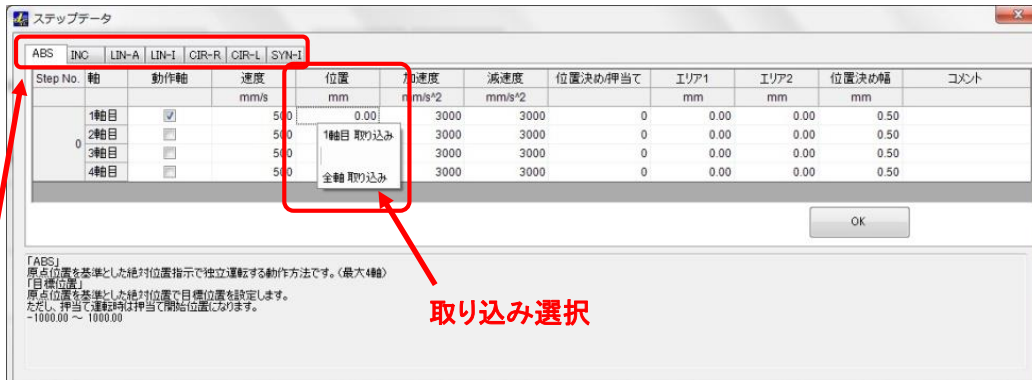 ステップデータ
ABS INC LIN-A LIN-I CIR-R CIR-L SYN-I
Step No. 軸 動作軸 速度 位置 加速度 減速度 位置決め/押当て エリア1 エリア2 位置決め幅 コメント
mm/s mm mm/s^2 mm/s^2 mm mm mm
0
1軸目 500 0.00 3000 3000 0 0.00 0.00 0.50
2軸目 500 3000 3000 0 0.00 0.00 0.50
3軸目 500 3000 3000 0 0.00 0.00 0.50
4軸目 500 3000 3000 0 0.00 0.00 0.50
1軸目 取り込み
全軸 取り込み
OK
「ABS」
原点位置を基準とした絶対位置指示で独立運転する動作方法です。(最大4軸)
「目標位置」
原点位置を基準とした絶対位置で目標位置を設定します。
ただし、押当て運転時は押当て開始位置になります。
-1000.00 ～ 1000.00
取り込み選択